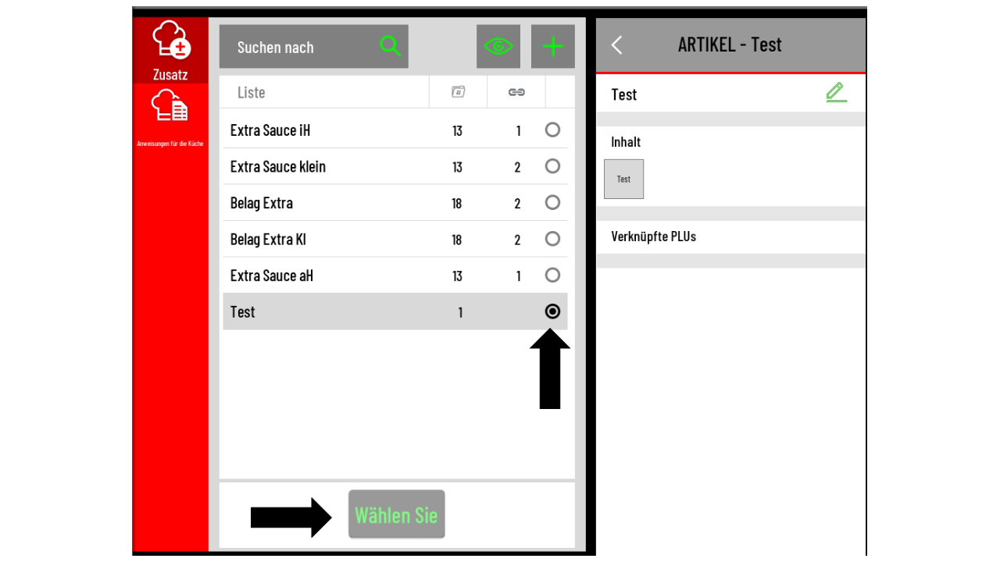 Zusatz
Anweisungen für die Küche
Suchen nach
Liste #
Extra Sauce iH 13 1
Extra Sauce klein 13 2
Belag Extra 18 2
Belag Extra Kl 18 2
Extra Sauce aH 13 1
Test 1
Wählen Sie
ARTIKEL - Test
Test
Inhalt
Test
Verknüpfte PLUs